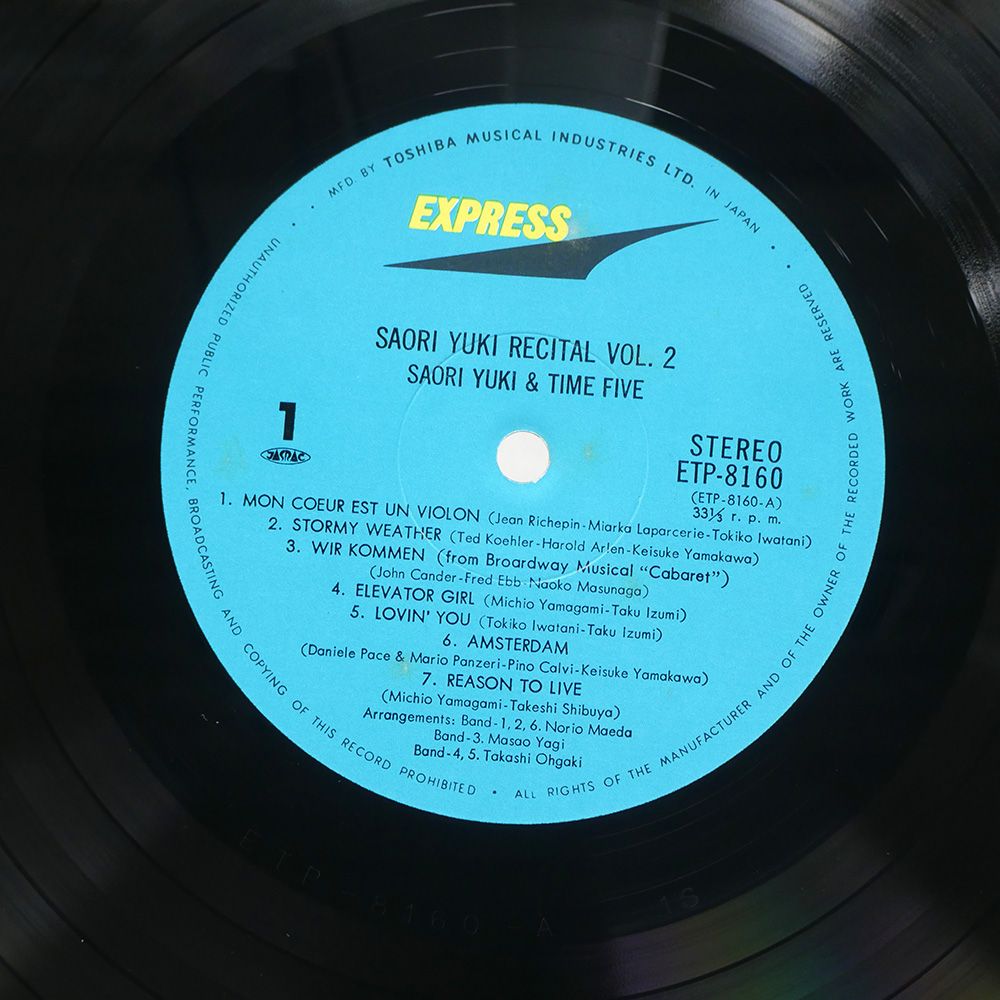 MFD. BY TOSHIBA MUSICAL INDUSTRIES LTD. IN JAPAN
EXPRESS
SAORI YUKI RECITAL VOL. 2
SAORI YUKI & TIME FIVE
1
JASRAC
STEREO
ETP-8160
(ETP-8160-A)
33⅓ r. p. m.
1. MON COEUR EST UN VIOLON (Jean Richepin-Miarka Laparcerie-Tokiko Iwatani)
2. STORMY WEATHER (Ted Koehler-Harold Arlen-Keisuke Yamakawa)
3. WIR KOMMEN (from Broadway Musical "Cabaret")
(John Cander-Fred Ebb-Naoko Masunaga)
4. ELEVATOR GIRL (Michio Yamagami-Taku Izumi)
5. LOVIN' YOU (Tokiko Iwatani-Taku Izumi)
6. AMSTERDAM
(Daniele Pace & Mario Panzeri-Pino Calvi-Keisuke Yamakawa)
7. REASON TO LIVE
(Michio Yamagami-Takeshi Shibuya)
Arrangements: Band-1, 2, 6. Norio Maeda
Band-3. Masao Yagi
Band-4, 5. Takashi Ohgaki
UNAUTHORIZED PUBLIC PERFORMANCE, BROADCASTING AND COPYING OF THIS RECORD PROHIBITED • ALL RIGHTS OF THE MANUFACTURER AND OF THE OWNER OF THE RECORDED WORK ARE RESERVED
ETP-8160-A 1S